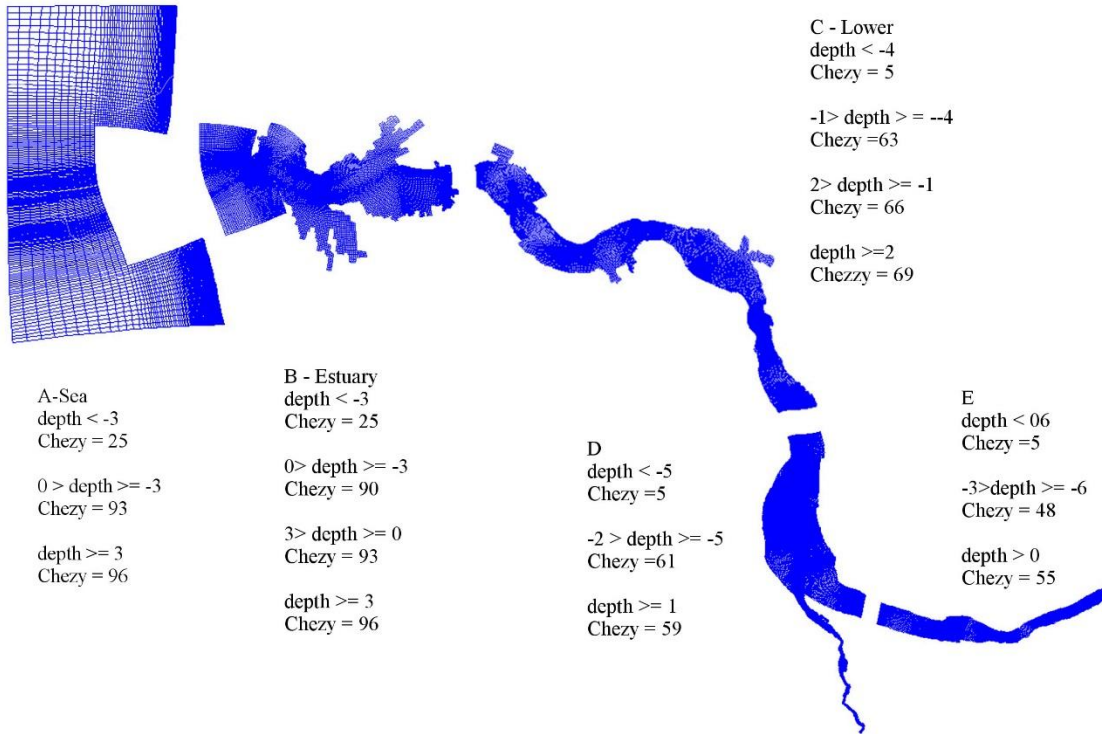 C - Lower
depth < -4
Chezy = 5
-1> depth > = --4
Chezy =63
2> depth >= -1
Chezy = 66
depth >=2
Chezzy = 69
A-Sea
depth < -3
Chezy = 25
0 > depth >= -3
Chezy = 93
depth >= 3
Chezy = 96
B - Estuary
depth < -3
Chezy = 25
0> depth >= -3
Chezy = 90
3> depth >= 0
Chezy = 93
depth >= 3
Chezy = 96
D
depth < -5
Chezy =5
-2 > depth >= -5
Chezy =61
depth >= 1
Chezy = 59
E
depth < 06
Chezy =5
-3>depth >= -6
Chezy = 48
depth > 0
Chezy = 55